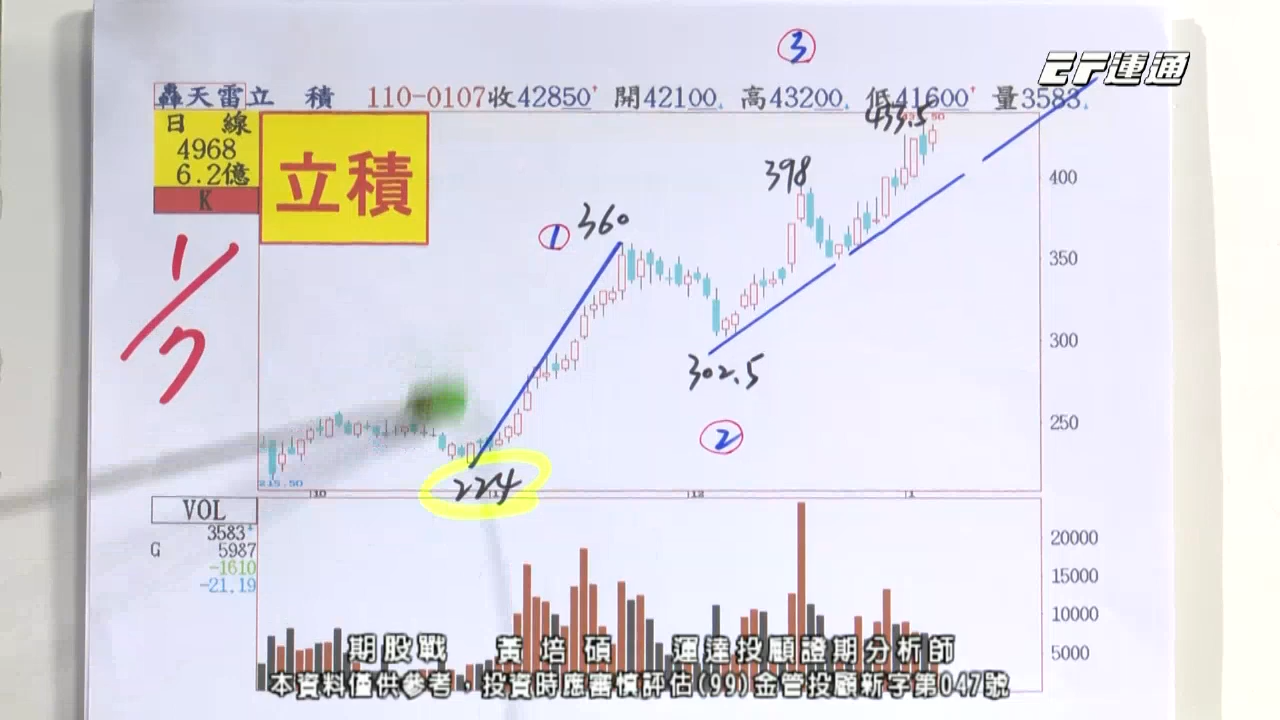 3
EF運通
轟天雷立 積 110-0107收42850 開42100 高43200 低41600 量3583
日 線
4968
6.2億
K
立積
1/7
433.5
398
360
1
400
350
300
250
302.5
2
224
215.50
10
12
1
VOL
3583
G 5987
-1610
-21.19
20000
15000
10000
5000
期股戰 黃培碩 運達投顧證期分析師
本資料僅供參考，投資時應審慎評估(99)金管投顧新字第047號